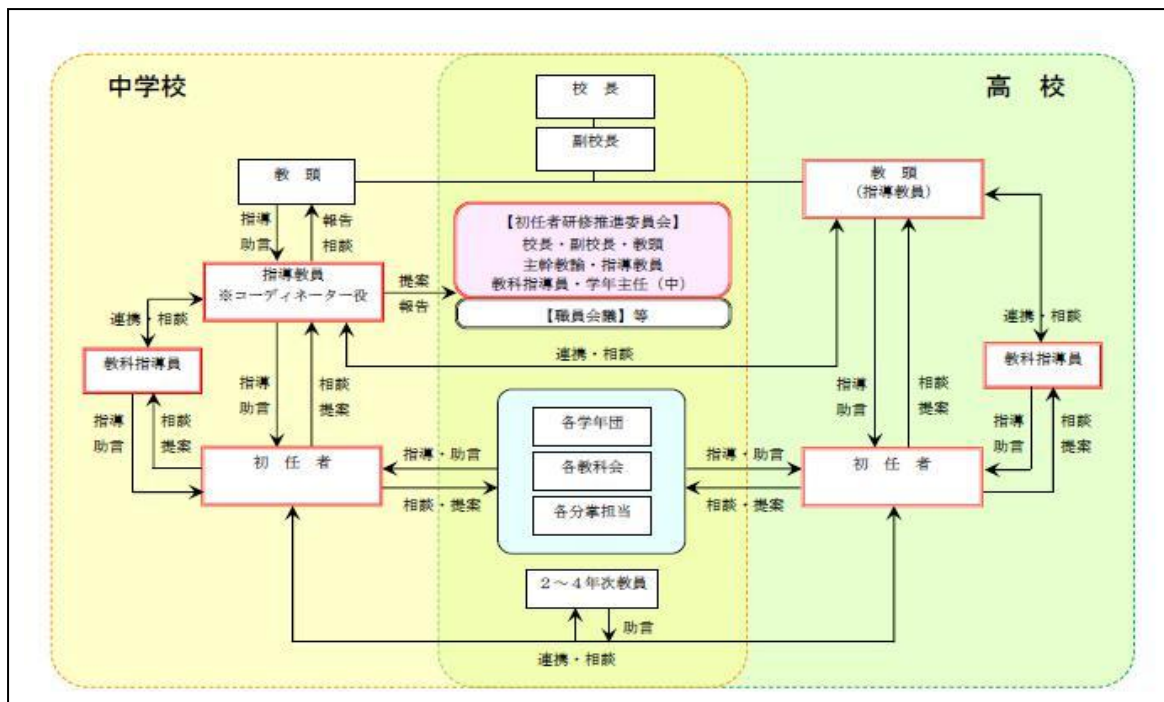 中学校
高　校
校　長
副校長
教　頭
教　頭
（指導教員）
指導
助言
報告
相談
【初任者研修推進委員会】
校長・副校長・教頭
主幹教諭・指導教員
教科指導員・学年主任（中）
【職員会議】等
指導教員
※コーディネーター役
提案
報告
連携・相談
連携・相談
連携・相談
教科指導員
教科指導員
指導
助言
相談
提案
指導
助言
相談
提案
指導
助言
相談
提案
指導
助言
相談
提案
初　任　者
初　任　者
各学年団
各教科会
各分掌担当
指導・助言
相談・提案
指導・助言
相談・提案
２～４年次教員
助言
連携・相談